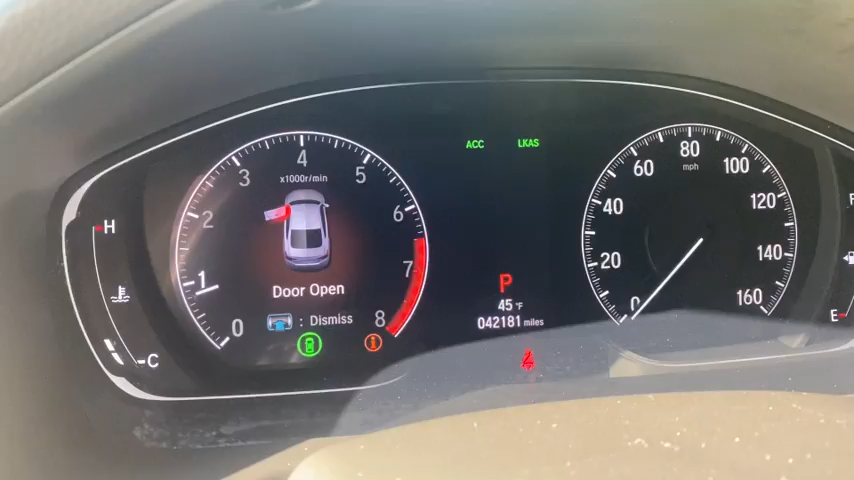 ACC LKAS
0 1 2 3 4 5 6 7 8
x1000r/min
Door Open
: Dismiss
H
C
P
45 °F
042181 miles
0 20 40 60 80 100 120 140 160
mph
F
E